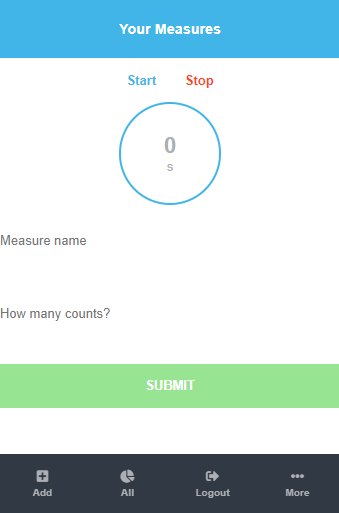 Your Measures
Start Stop
0
s
Measure name
How many counts?
SUBMIT
Add All Logout More